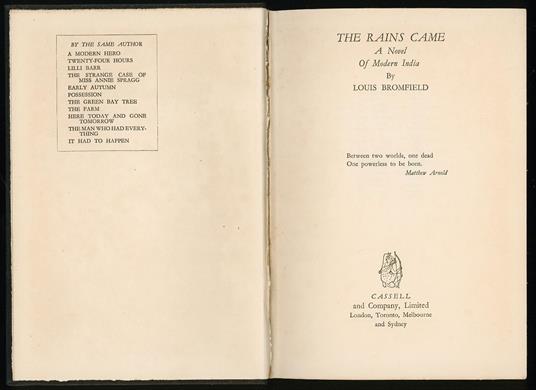 BY THE SAME AUTHOR
A MODERN HERO
TWENTY-FOUR HOURS
LILLI BARR
THE STRANGE CASE OF
MISS ANNIE SPRAGG
EARLY AUTUMN
POSSESSION
THE GREEN BAY TREE
THE FARM
HERE TODAY AND GONE
TOMORROW
THE MAN WHO HAD EVERY-
THING
IT HAD TO HAPPEN
THE RAINS CAME
A Novel
Of Modern India
By
LOUIS BROMFIELD
Between two worlds, one dead
One powerless to be born.
Matthew Arnold
CASSELL
and Company, Limited
London, Toronto, Melbourne
and Sydney